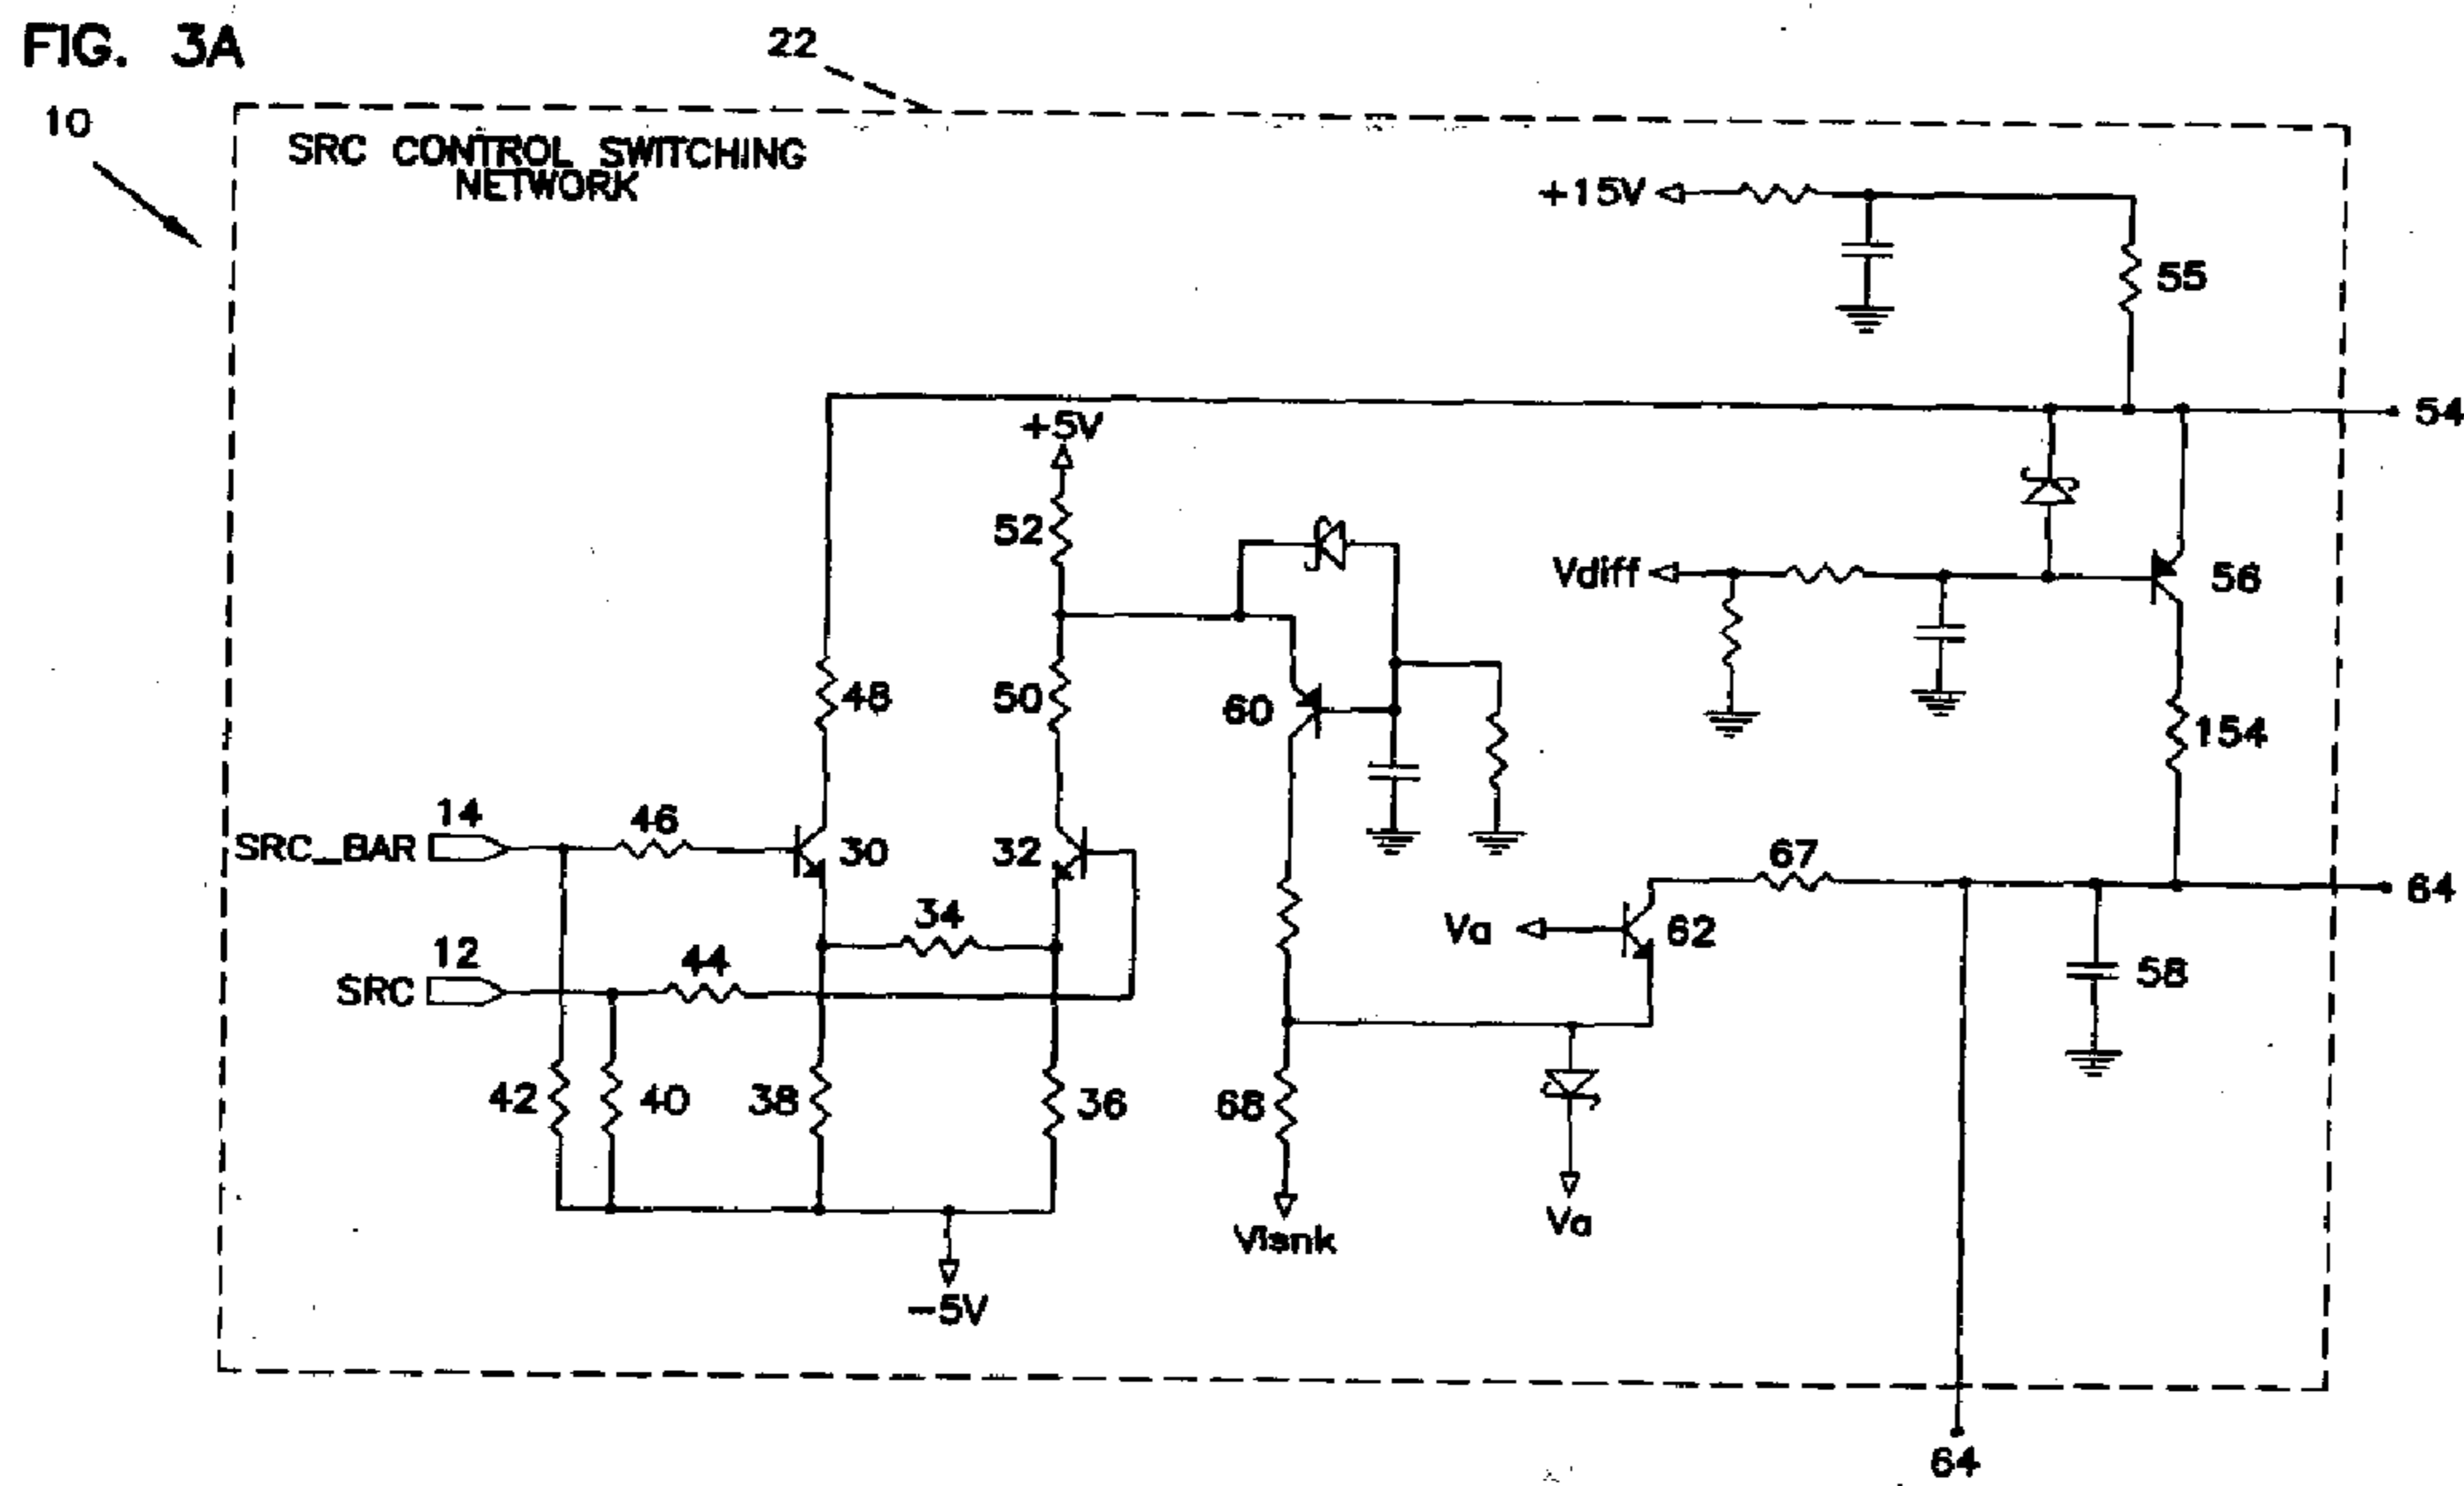 FIG. 3A
22
10
SRC CONTROL SWITCHING
NETWORK
+15V
55
54
+5V
52
Vdiff
56
48
50
60
154
14
46
SRC_BAR
30
32
67
64
34
Va
62
12
44
58
SRC
42
40
38
36
68
Va
Visnk
-5V
64